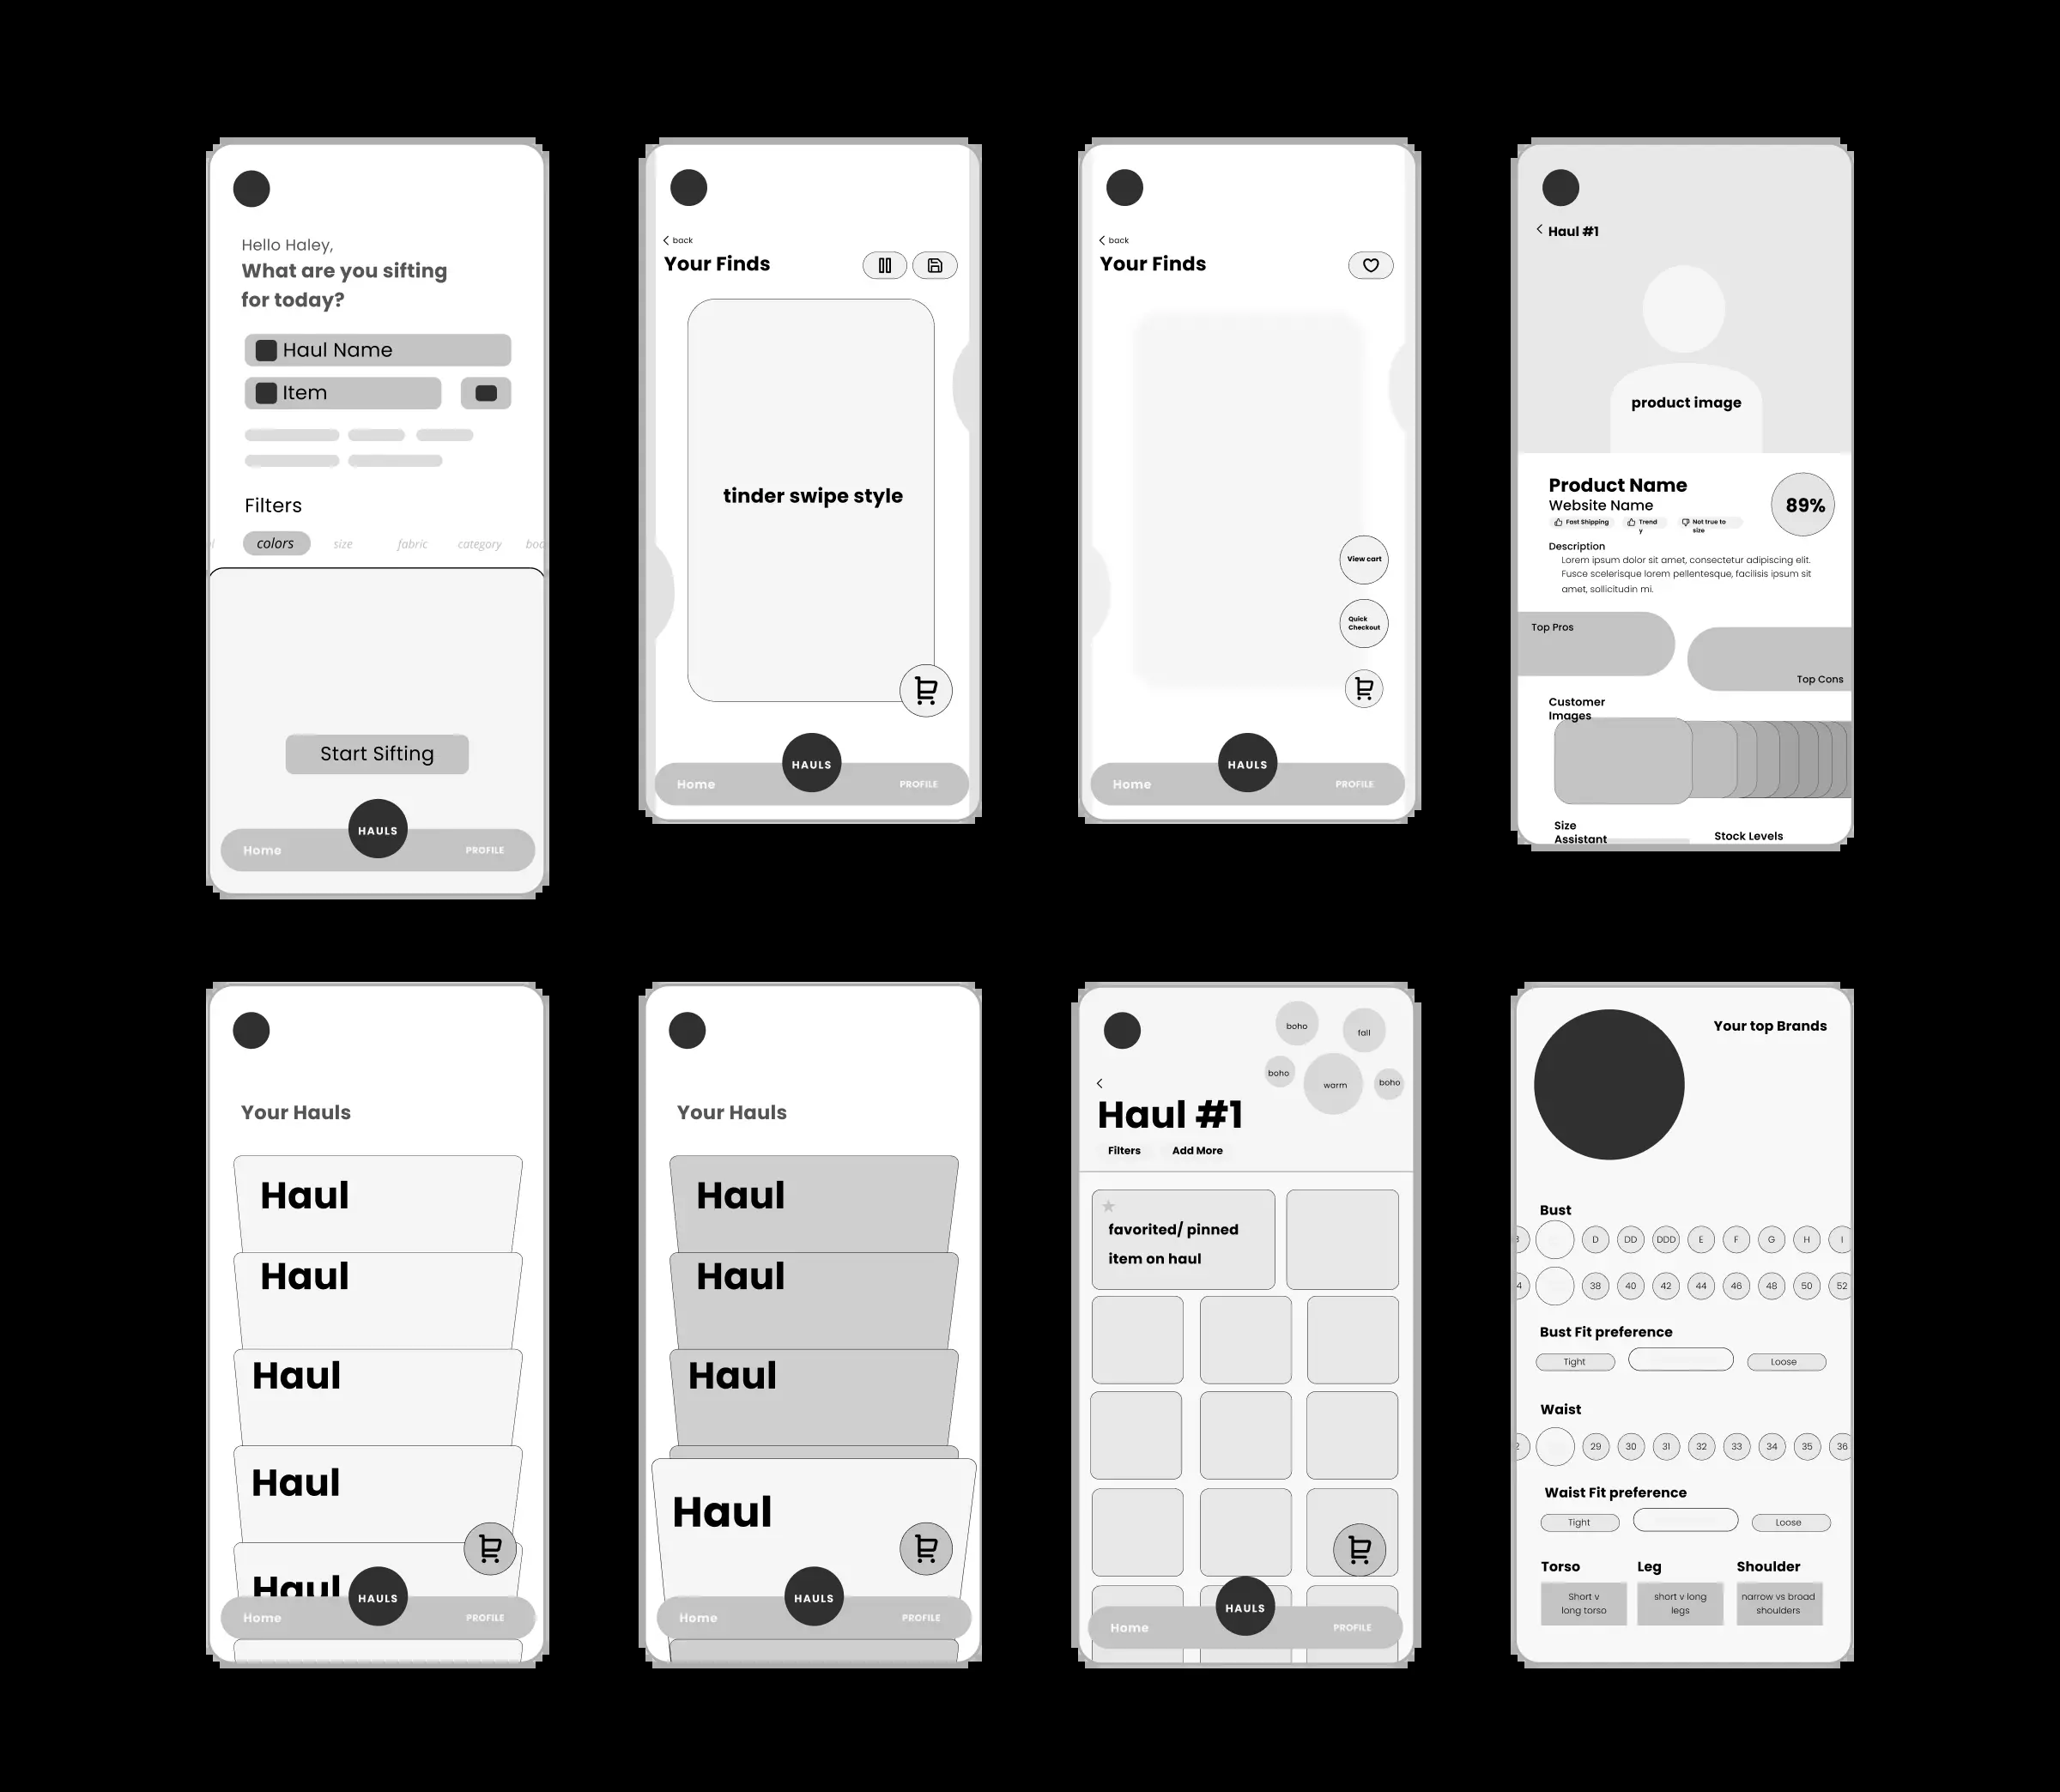 Hello Haley,
What are you sifting
for today?
Haul Name
Item
Filters
colors size fabric category
Start Sifting
HAULS
Home PROFILE
back
Your Finds
tinder swipe style
HAULS
Home PROFILE
back
Your Finds
View cart
Quick
Checkout
HAULS
Home PROFILE
Haul #1
product image
Product Name
Website Name
89%
Fast Shipping Trend Not true to
y size
Description
Lorem ipsum dolor sit amet, consectetur adipiscing elit.
Fusce scelerisque lorem pellentesque, facilisis ipsum sit
amet, sollicitudin mi.
Top Pros
Top Cons
Customer
Images
Size
Assistant
Stock Levels
Your Hauls
Haul
Haul
Haul
Haul
Haul
HAULS
Home PROFILE
Your Hauls
Haul
Haul
Haul
Haul
HAULS
Home PROFILE
boho fall
boho warm boho
Haul #1
Filters Add More
favorited/ pinned
item on haul
HAULS
Home PROFILE
Your top Brands
Bust
D DD DDD E F G H I
4 38 40 42 44 46 48 50 52
Bust Fit preference
Tight Loose
Waist
2 29 30 31 32 33 34 35 36
Waist Fit preference
Tight Loose
Torso Leg Shoulder
Short v short v long narrow vs broad
long torso legs shoulders